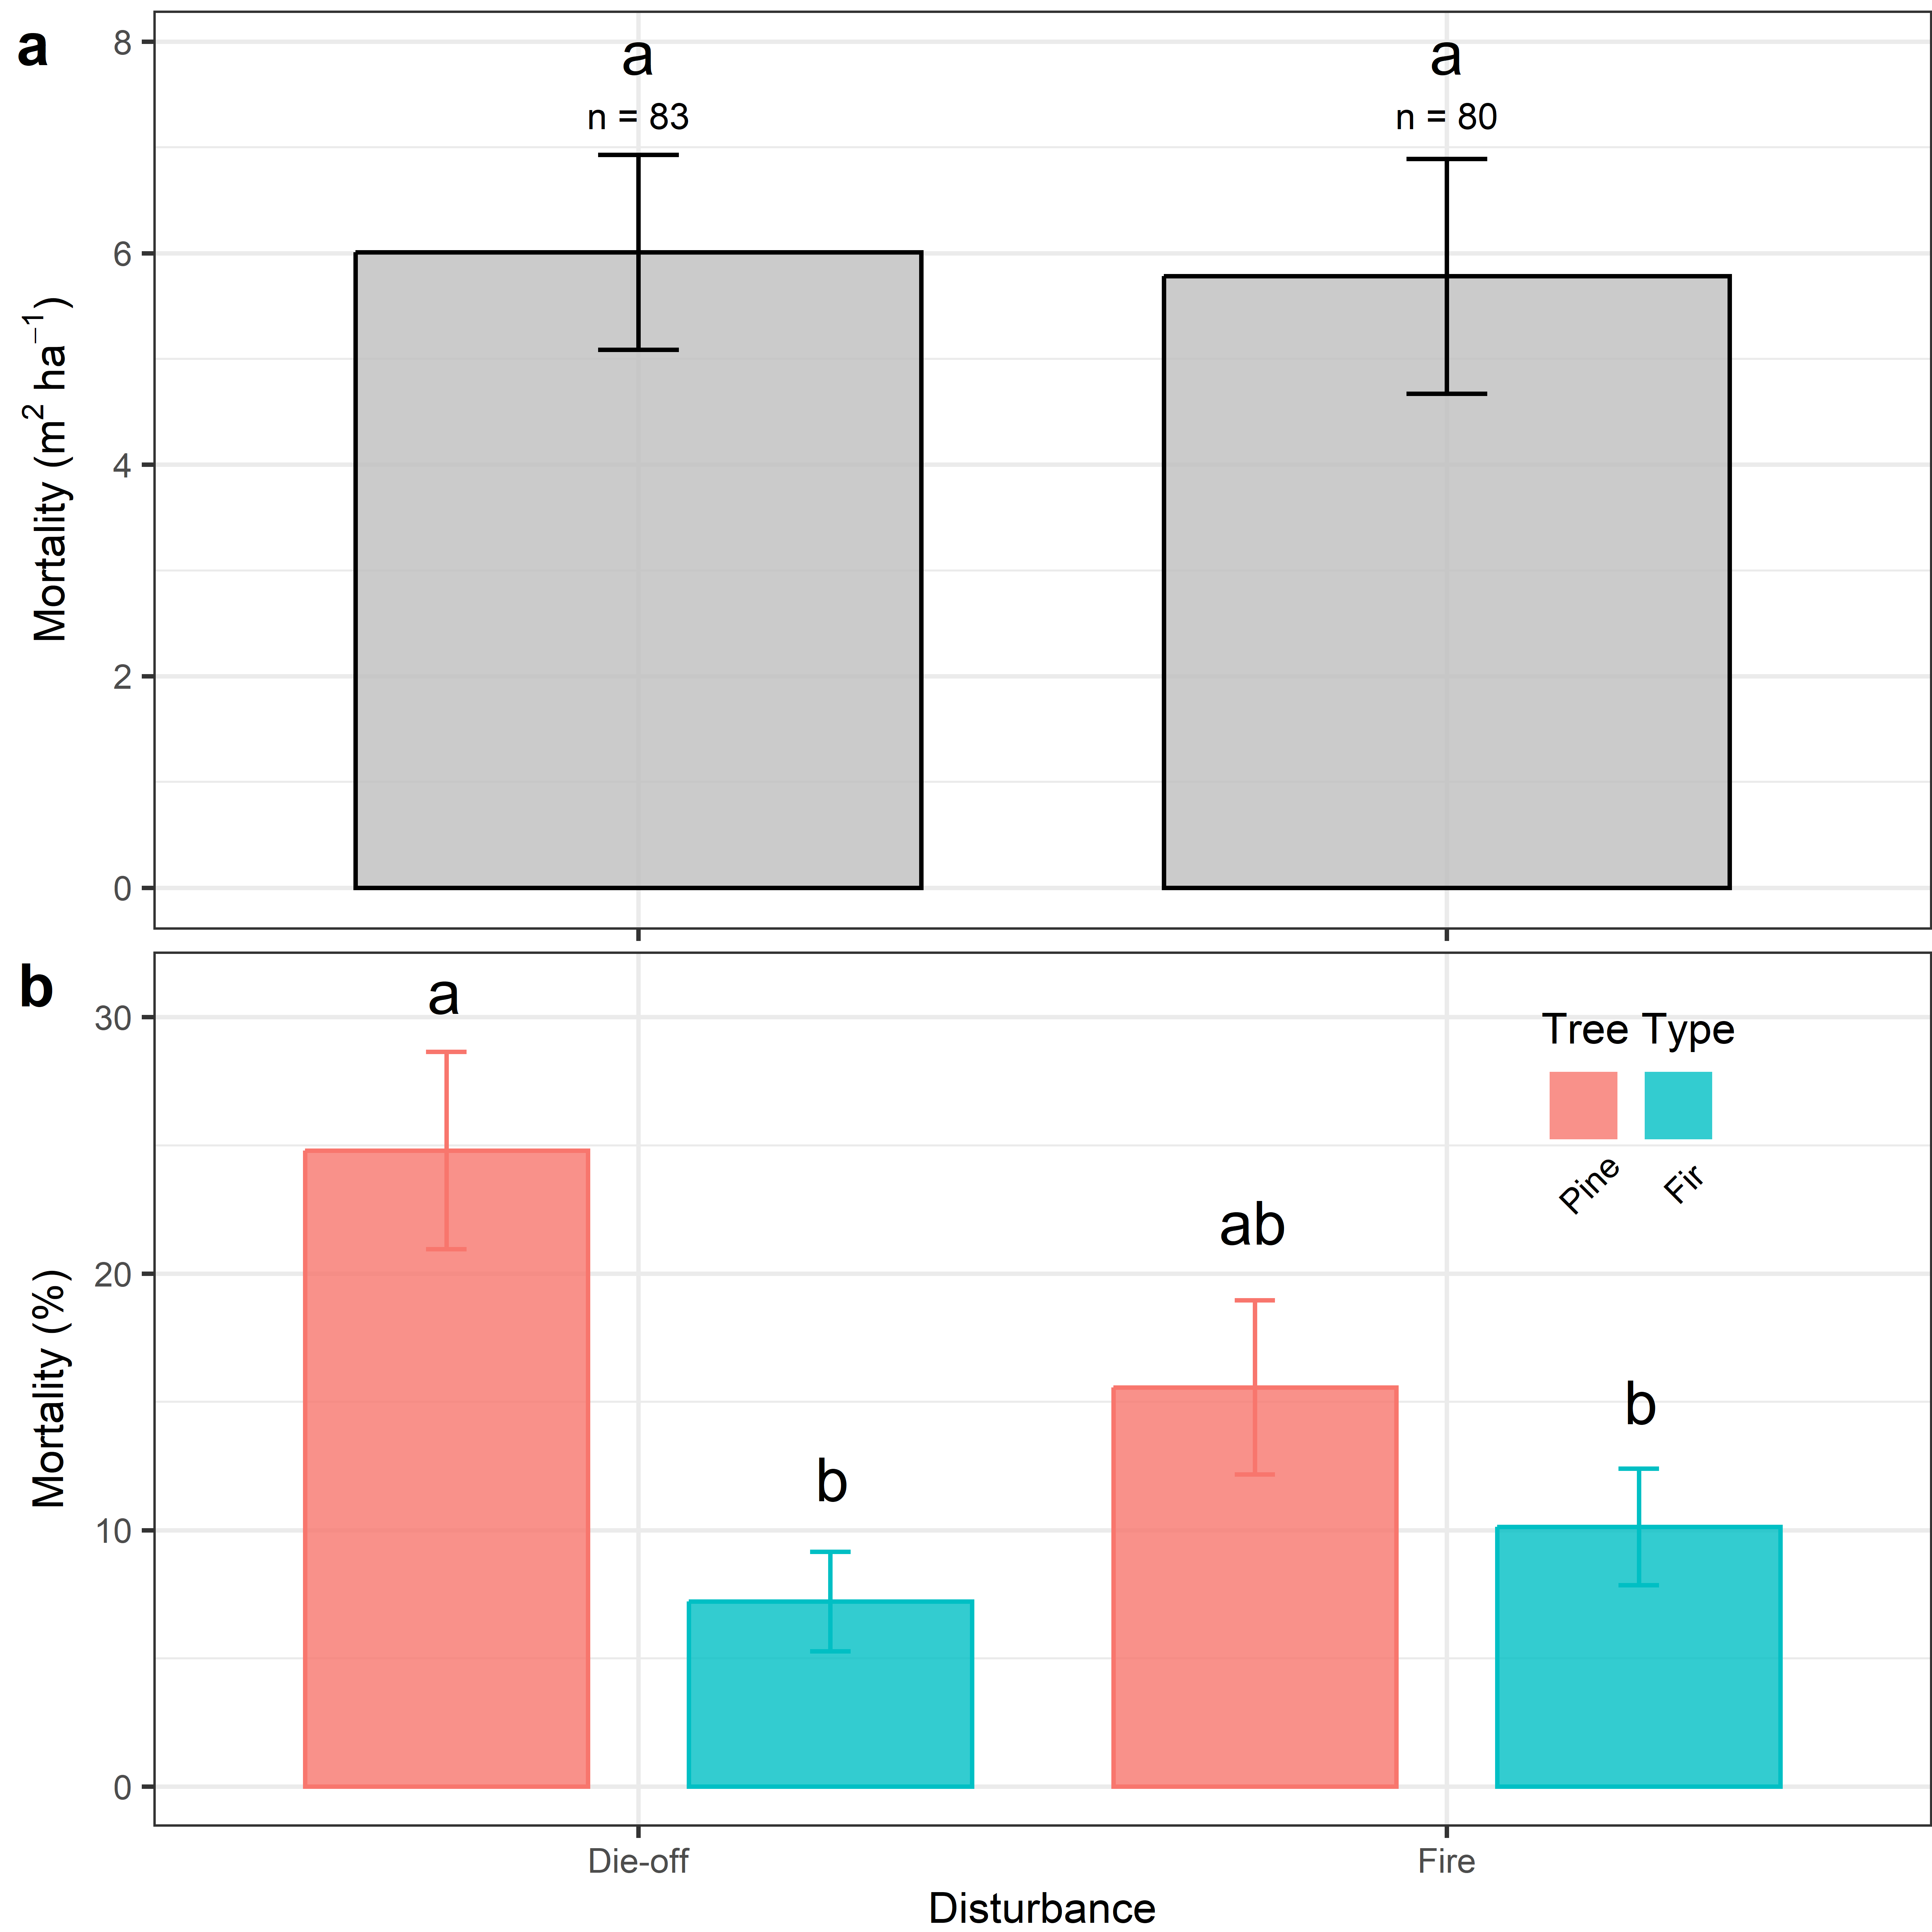 a
8
a
a
n = 83
n = 80
6
4
2
0
Mortality (m² ha⁻¹)
b
30
a
Tree Type
Pine
Fir
20
ab
b
10
b
0
Mortality (%)
Die-off
Fire
Disturbance